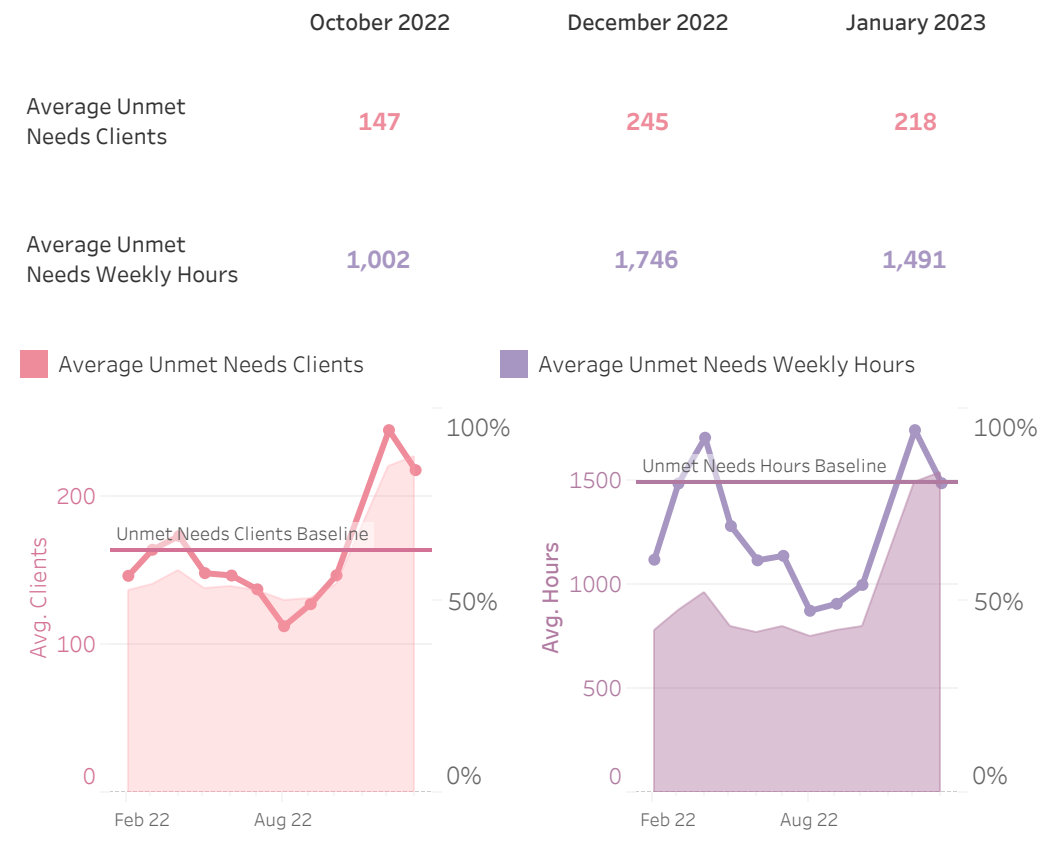 October 2022
December 2022
January 2023
Average Unmet
Needs Clients
147
245
218
Average Unmet
Needs Weekly Hours
1,002
1,746
1,491
Average Unmet Needs Clients
Average Unmet Needs Weekly Hours
Avg. Clients
200
100
0
Unmet Needs Clients Baseline
100%
50%
0%
Feb 22
Aug 22
Avg. Hours
1500
1000
500
0
Unmet Needs Hours Baseline
100%
50%
0%
Feb 22
Aug 22